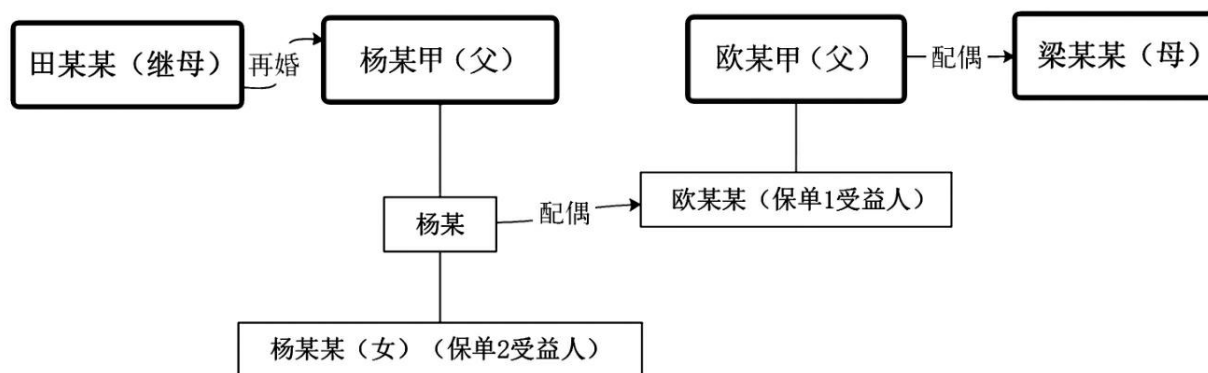 田某某（继母）
再婚
杨某甲（父）
欧某甲（父）
配偶
梁某某（母）
杨某
配偶
欧某某（保单1受益人）
杨某某（女）（保单2受益人）